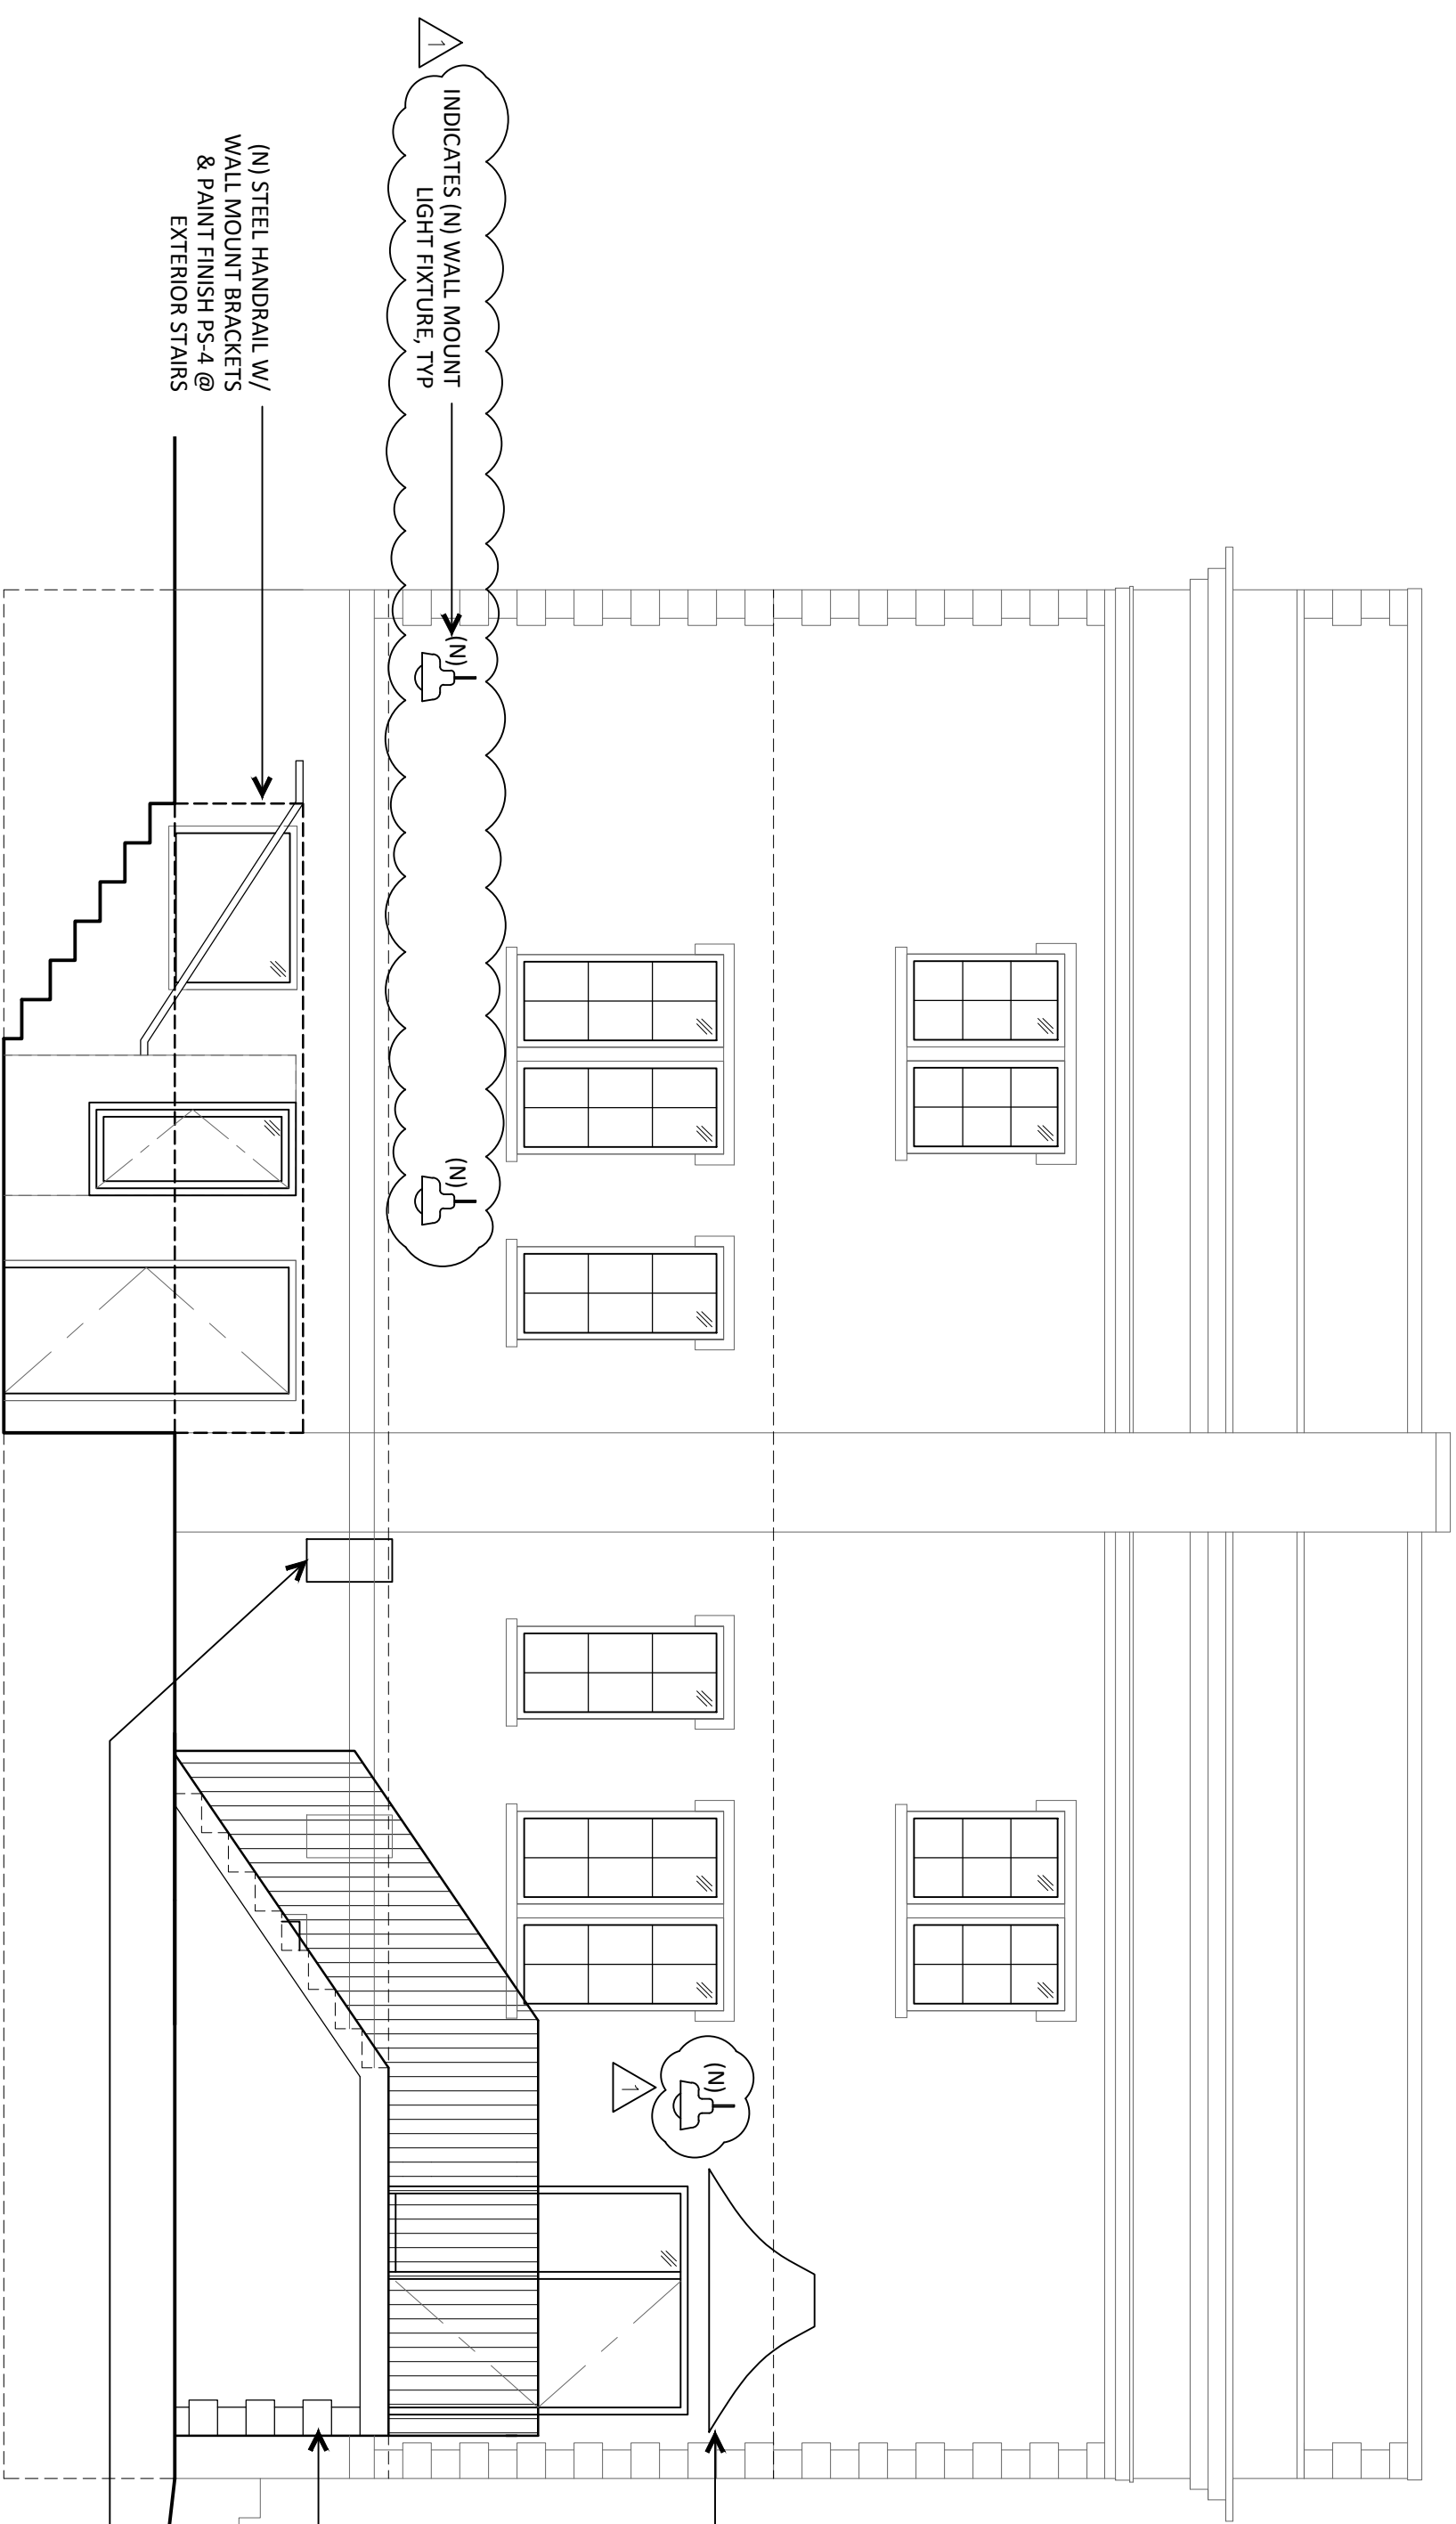 1
INDICATES (N) WALL MOUNT
LIGHT FIXTURE, TYP
(N)
(N)
(N) STEEL HANDRAIL W/
WALL MOUNT BRACKETS
& PAINT FINISH PS-4 @
EXTERIOR STAIRS
(N)
1